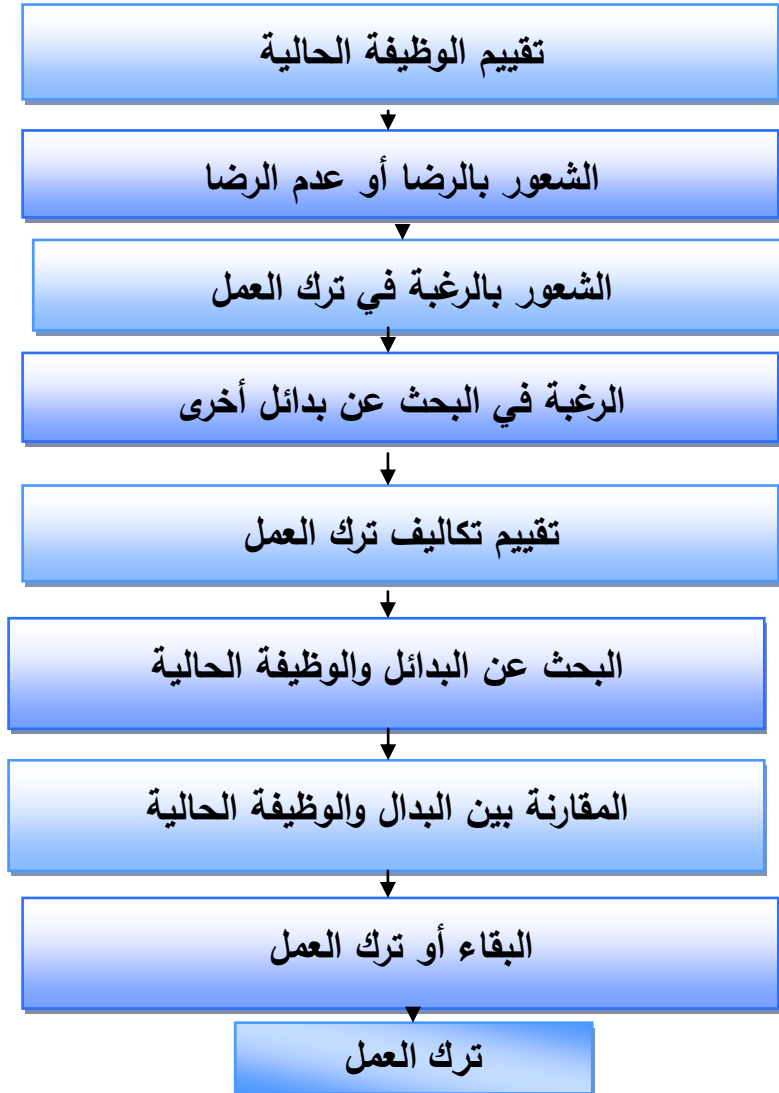 تقييم الوظيفة الحالية
الشعور بالرضا أو عدم الرضا
الشعور بالرغبة في ترك العمل
الرغبة في البحث عن بدائل أخرى
تقييم تكاليف ترك العمل
البحث عن البدائل والوظيفة الحالية
المقارنة بين البدال والوظيفة الحالية
البقاء أو ترك العمل
ترك العمل